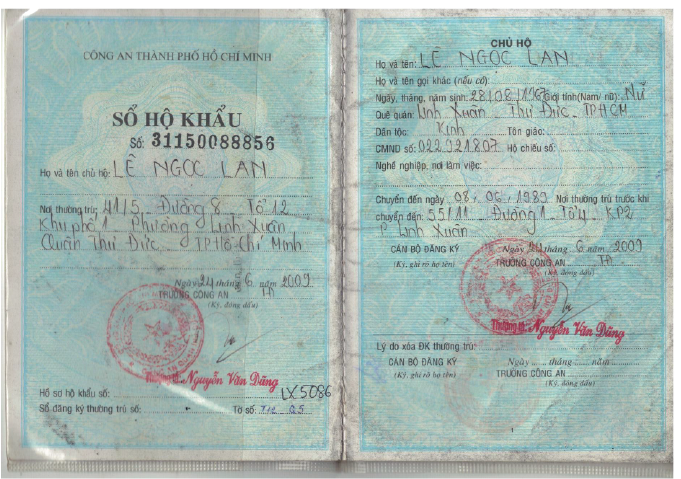 CÔNG AN THÀNH PHỐ HỒ CHÍ MINH
SỔ HỘ KHẨU
Số: 31150088856
Họ và tên chủ hộ: LÊ NGỌC LAN
Nơi thường trú: 41/5 Đường 8 Tổ 12
Khu phố 1 Phường Linh Xuân
Quận Thủ Đức TP Hồ Chí Minh
Ngày 24 tháng 6 năm 2009
TRƯỞNG CÔNG AN TĐ
(Ký, đóng dấu)
Thượng tá: Nguyễn Văn Dũng
Hồ sơ hộ khẩu số: LX5086
Sổ đăng ký thường trú số: Tờ số:
CHỦ HỘ
Họ và tên: LÊ NGỌC LAN
Họ và tên gọi khác (nếu có):
Ngày, tháng, năm sinh: 28/08/1967 Giới tính(Nam/ nữ): Nữ
Quê quán: Linh Xuân Thủ Đức TPHCM
Dân tộc: Kinh Tôn giáo:
CMND số: 022921807 Hộ chiếu số:
Nghề nghiệp, nơi làm việc:
Chuyển đến ngày 08.06.1989 Nơi thường trú trước khi
chuyển đến: 55/11 Đường 1 Tổ 4 KP2
P Linh Xuân
CÁN BỘ ĐĂNG KÝ Ngày 24 tháng 6 năm 2009
(Ký, ghi rõ họ tên) TRƯỞNG CÔNG AN TĐ
(Ký, đóng dấu)
Thượng tá: Nguyễn Văn Dũng
Lý do xóa ĐK thường trú:
CÁN BỘ ĐĂNG KÝ Ngày ..... tháng ..... năm .....
(Ký, ghi rõ họ tên) TRƯỞNG CÔNG AN
(Ký, đóng dấu)
1